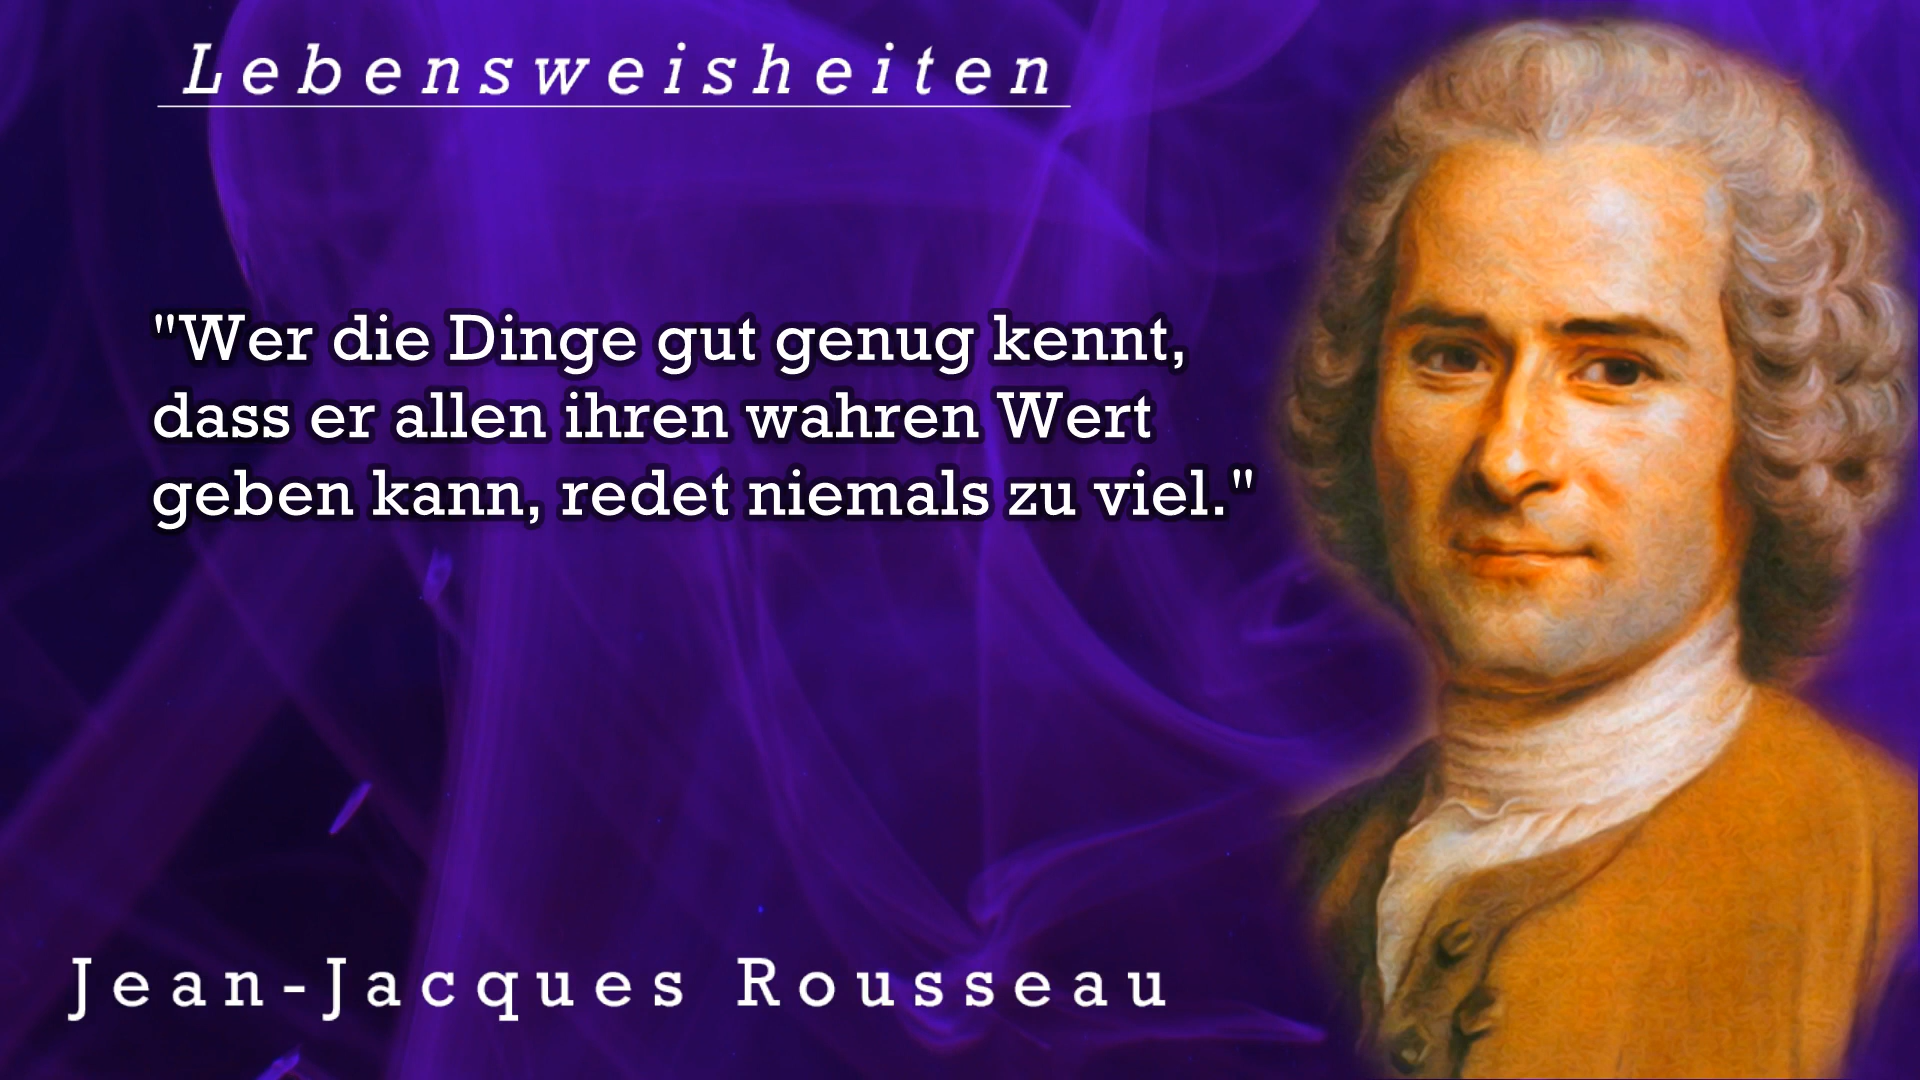 Lebensweisheiten
"Wer die Dinge gut genug kennt,
dass er allen ihren wahren Wert
geben kann, redet niemals zu viel."
Jean-Jacques Rousseau